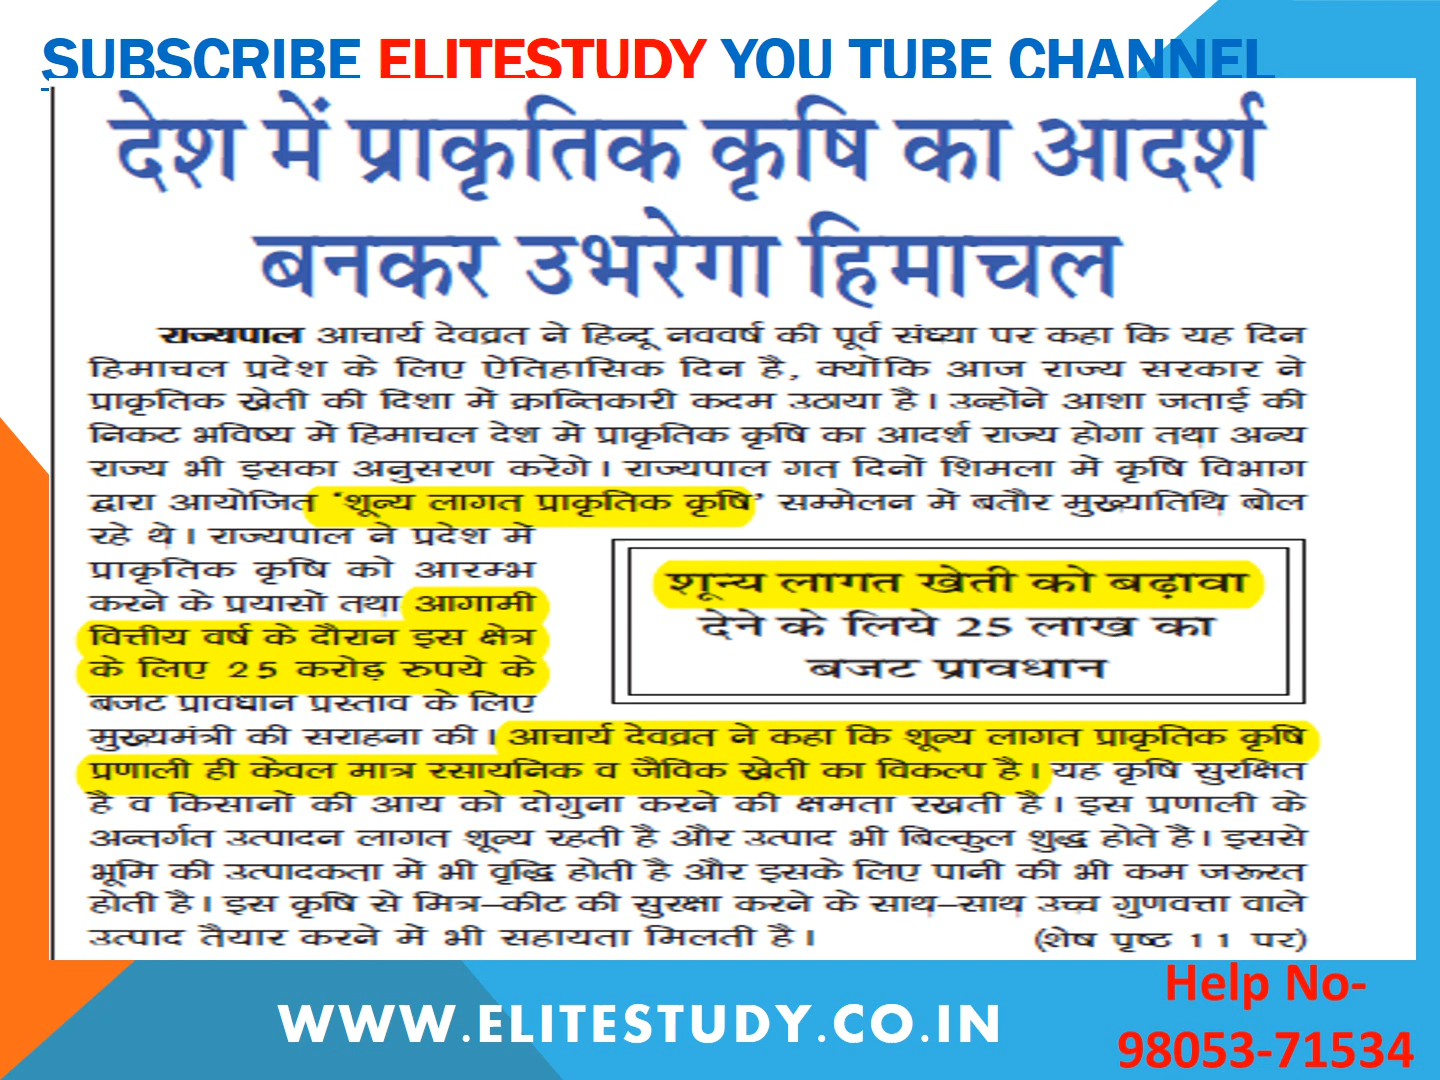 SUBSCRIBE ELITESTUDY YOU TUBE CHANNEL
देश में प्राकृतिक कृषि का आदर्श
बनकर उभरेगा हिमाचल
राज्यपाल आचार्य देवव्रत ने हिन्दू नववर्ष की पूर्व संध्या पर कहा कि यह दिन
हिमाचल प्रदेश के लिए ऐतिहासिक दिन है, क्योंकि आज राज्य सरकार ने
प्राकृतिक खेती की दिशा में क्रान्तिकारी कदम उठाया है। उन्होंने आशा जताई की
निकट भविष्य में हिमाचल देश में प्राकृतिक कृषि का आदर्श राज्य होगा तथा अन्य
राज्य भी इसका अनुसरण करेंगे। राज्यपाल गत दिनों शिमला में कृषि विभाग
द्वारा आयोजित 'शून्य लागत प्राकृतिक कृषि' सम्मेलन में बतौर मुख्यातिथि बोल
रहे थे। राज्यपाल ने प्रदेश में
प्राकृतिक कृषि को आरम्भ
करने के प्रयासों तथा आगामी
वित्तीय वर्ष के दौरान इस क्षेत्र
के लिए 25 करोड़ रुपये के
बजट प्रावधान प्रस्ताव के लिए
शून्य लागत खेती को बढ़ावा
देने के लिये 25 लाख का
बजट प्रावधान
मुख्यमंत्री की सराहना की। आचार्य देवव्रत ने कहा कि शून्य लागत प्राकृतिक कृषि
प्रणाली ही केवल मात्र रसायनिक व जैविक खेती का विकल्प है। यह कृषि सुरक्षित
है व किसानों की आय को दोगुना करने की क्षमता रखती है। इस प्रणाली के
अन्तर्गत उत्पादन लागत शून्य रहती है और उत्पाद भी बिल्कुल शुद्ध होते है। इससे
भूमि की उत्पादकता में भी वृद्धि होती है और इसके लिए पानी की भी कम जरूरत
होती है। इस कृषि से मित्र–कीट की सुरक्षा करने के साथ–साथ उच्च गुणवत्ता वाले
उत्पाद तैयार करने में भी सहायता मिलती है।
(शेष पृष्ठ 11 पर)
WWW.ELITESTUDY.CO.IN
Help No-
98053-71534